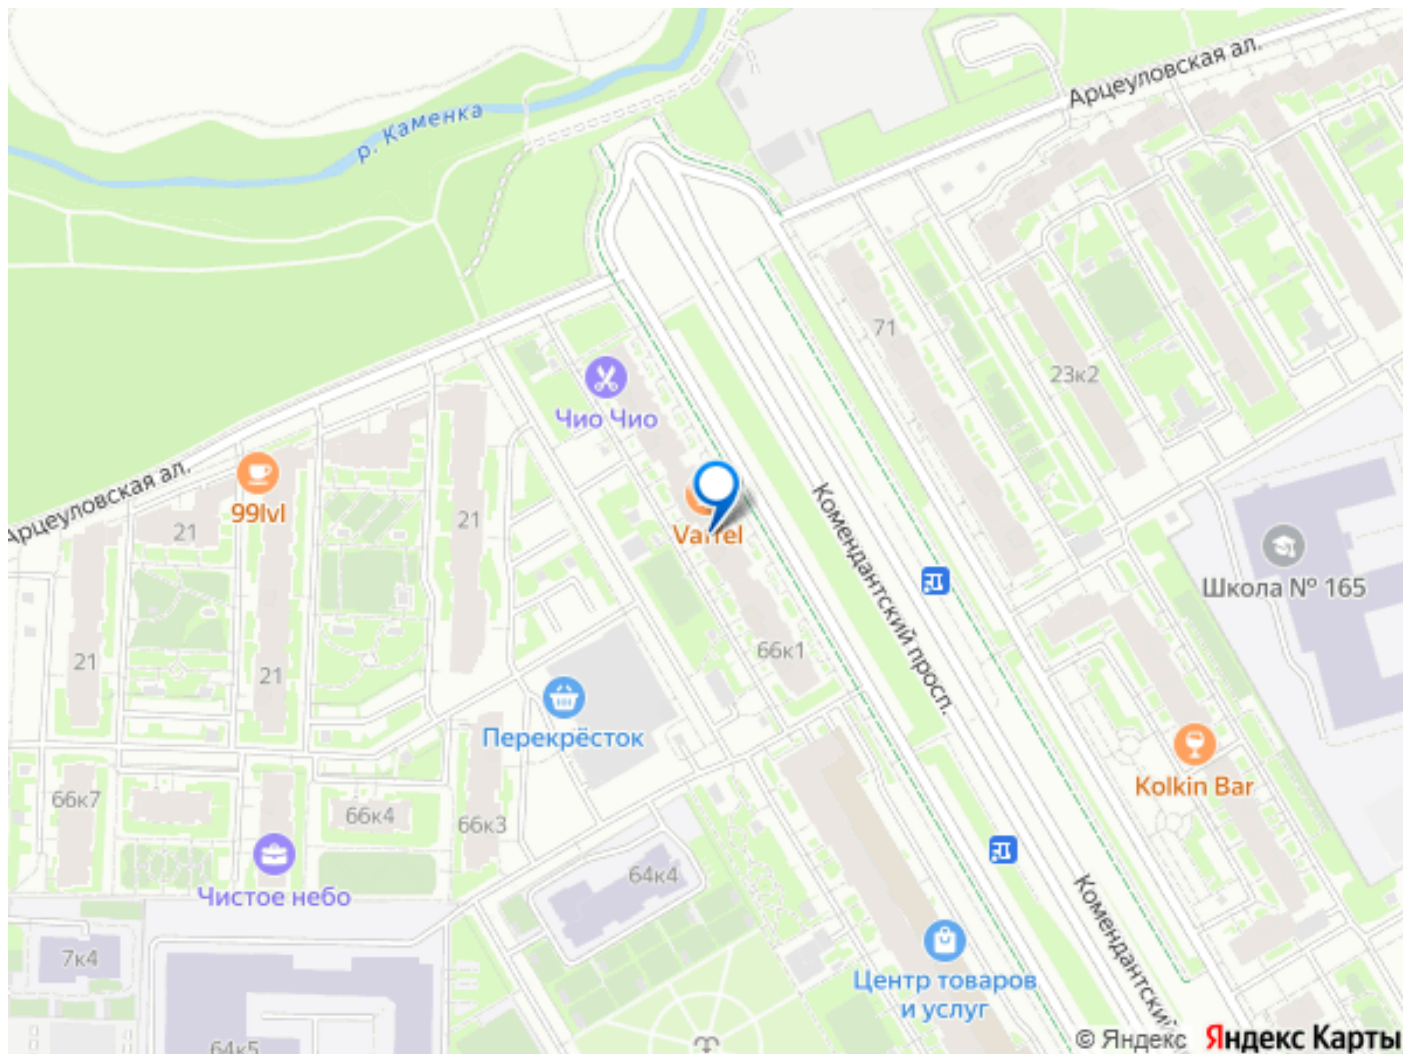 Арцеуловская ал.
р. Каменка
71
23к2
Чио Чио
99lvl
Арцеуловская ал.
21
21
Комендантский просп.
Школа № 165
66к1
21
21
Перекрёсток
Kolkin Bar
66к7
66к4
66к3
64к4
Чистое небо
Комендантский
7к4
Центр товаров
и услуг
64к5
© Яндекс Яндекс Карты